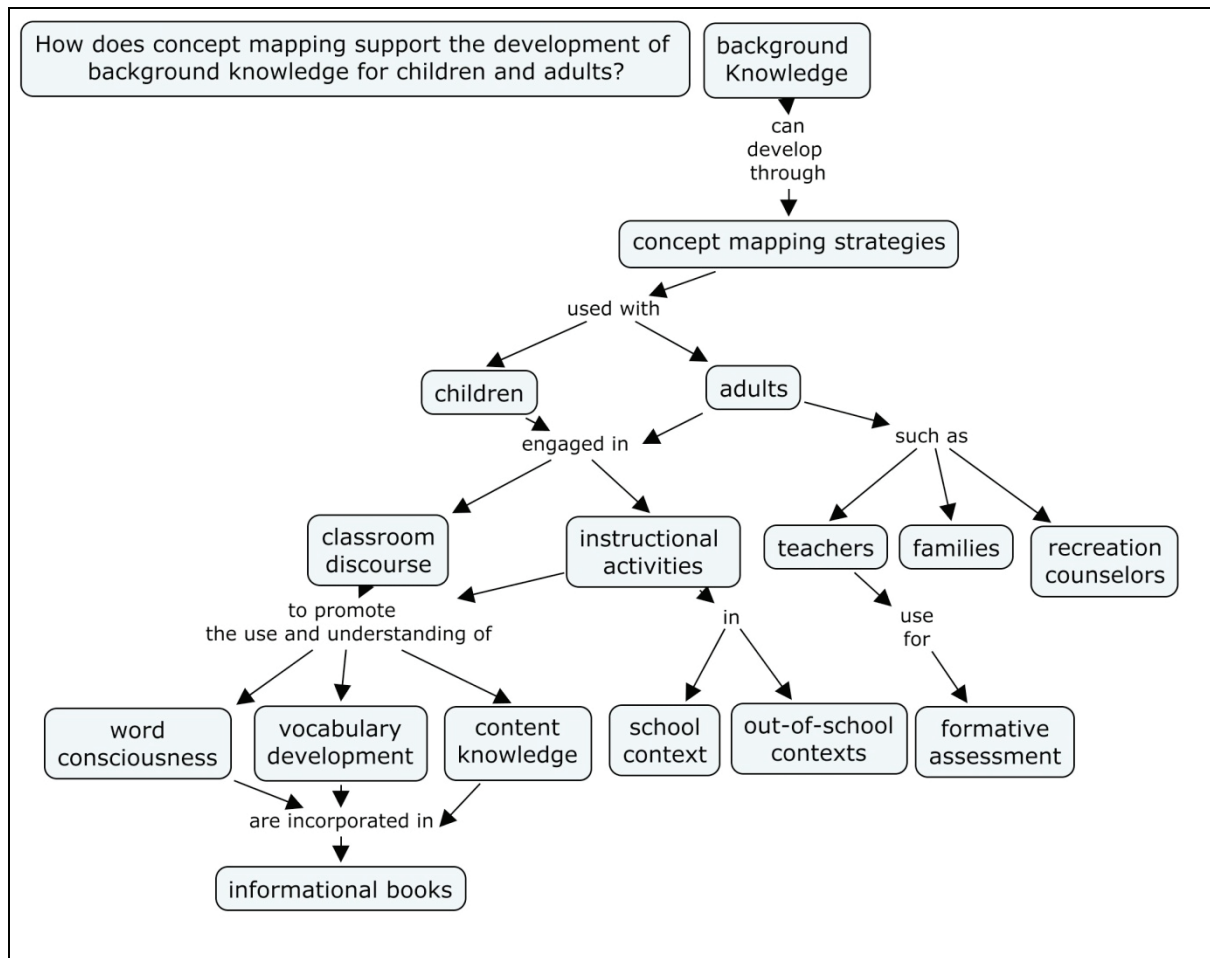 How does concept mapping support the development of
background knowledge for children and adults?
background
Knowledge
can
develop
through
concept mapping strategies
used with
children
adults
engaged in
such as
classroom
discourse
instructional
activities
teachers
families
recreation
counselors
to promote
the use and understanding of
in
use
for
word
consciousness
vocabulary
development
content
knowledge
school
context
out-of-school
contexts
formative
assessment
are incorporated in
informational books